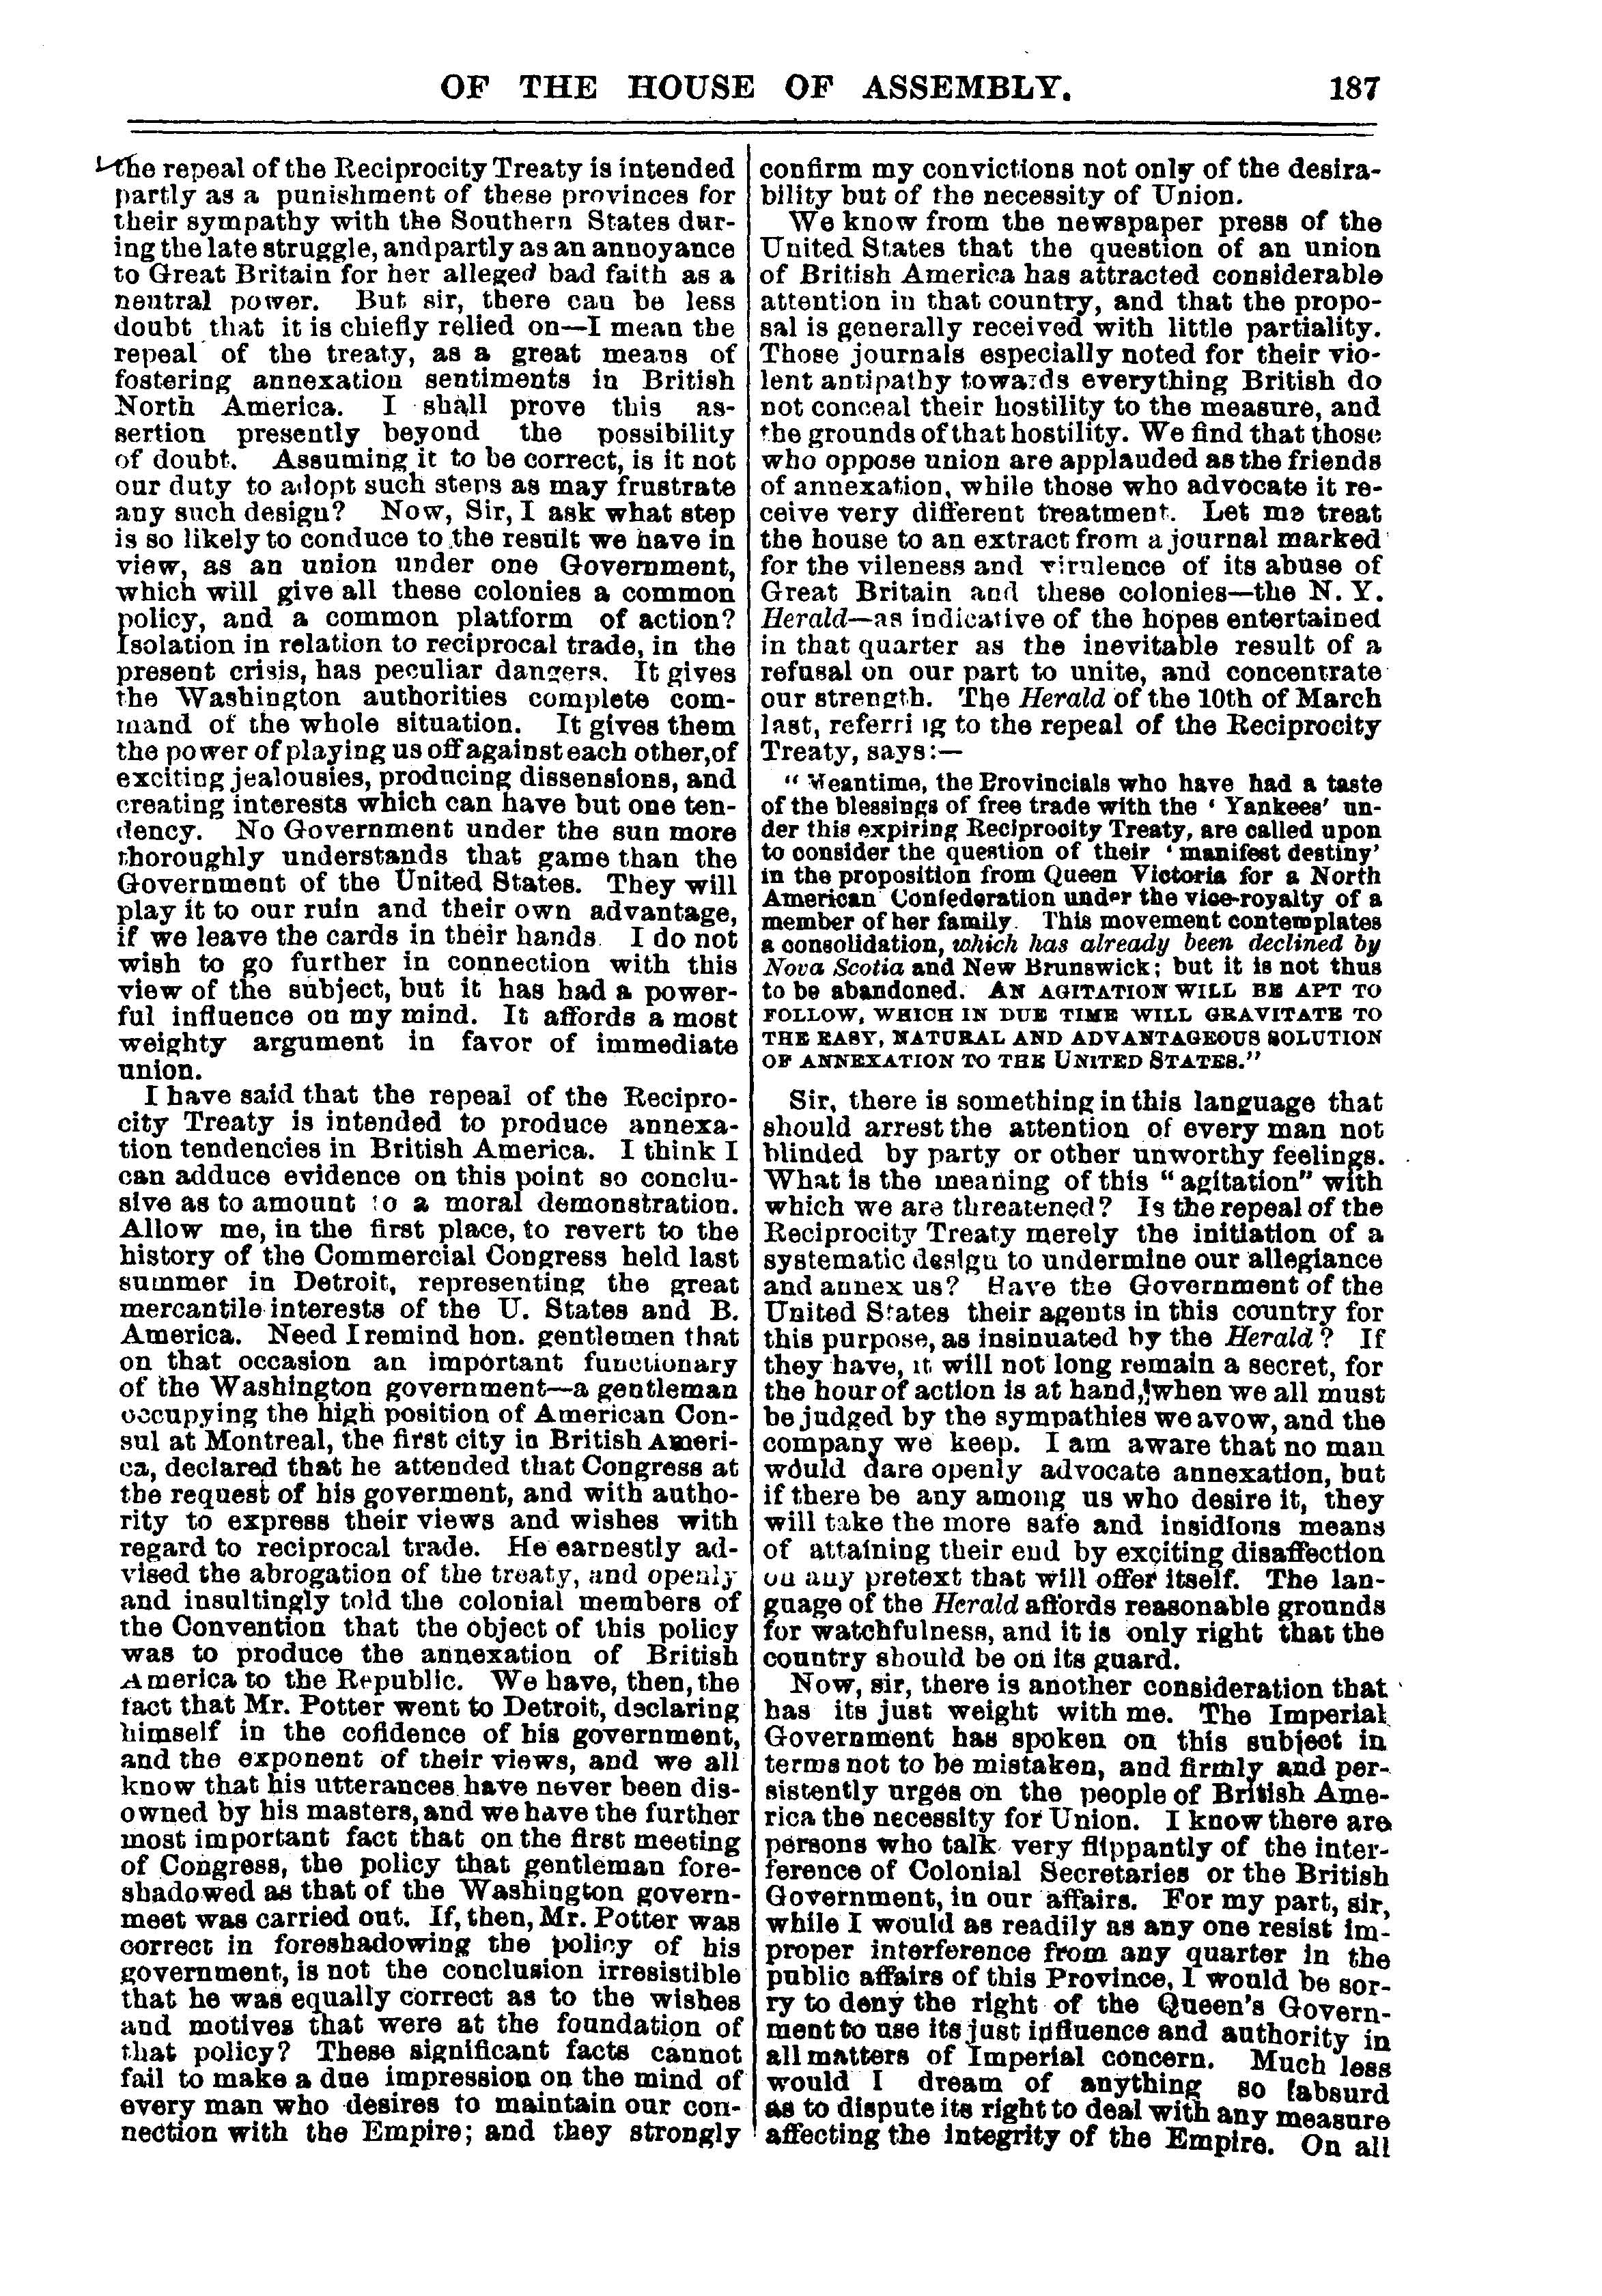 OF THE HOUSE OF ASSEMBLY. 187
the repeal of the Reciprocity Treaty is intended
partly as a punishment of these provinces for
their sympathy with the Southern States dur-
ing the late struggle, and partly as an annoyance
to Great Britain for her alleged bad faith as a
neutral power. But sir, there can be less
doubt that it is chiefly relied on—I mean the
repeal of the treaty, as a great means of
fostering annexation sentiments in British
North America. I shall prove this as-
sertion presently beyond the possibility
of doubt. Assuming it to be correct, is it not
our duty to adopt such steps as may frustrate
any such design? Now, Sir, I ask what step
is so likely to conduce to the result we have in
view, as an union under one Government,
which will give all these colonies a common
policy, and a common platform of action?
Isolation in relation to reciprocal trade, in the
present crisis, has peculiar dangers. It gives
the Washington authorities complete com-
mand of the whole situation. It gives them
the power of playing us off against each other, of
exciting jealousies, producing dissensions, and
creating interests which can have but one ten-
dency. No Government under the sun more
thoroughly understands that game than the
Government of the United States. They will
play it to our ruin and their own advantage,
if we leave the cards in their hands. I do not
wish to go further in connection with this
view of the subject, but it has had a power-
ful influence on my mind. It affords a most
weighty argument in favor of immediate
union.
I have said that the repeal of the Recipro-
city Treaty is intended to produce annexa-
tion tendencies in British America. I think I
can adduce evidence on this point so conclu-
sive as to amount to a moral demonstration.
Allow me, in the first place, to revert to the
history of the Commercial Congress held last
summer in Detroit, representing the great
mercantile interests of the U. States and B.
America. Need I remind hon. gentlemen that
on that occasion an important functionary
of the Washington government—a gentleman
occupying the high position of American Con-
sul at Montreal, the first city in British Ameri-
ca, declared that he attended that Congress at
the request of his goverment, and with autho-
rity to express their views and wishes with
regard to reciprocal trade. He earnestly ad-
vised the abrogation of the treaty, and openly
and insultingly told the colonial members of
the Convention that the object of this policy
was to produce the annexation of British
America to the Republic. We have, then, the
fact that Mr. Potter went to Detroit, declaring
himself in the cofidence of his government,
and the exponent of their views, and we all
know that his utterances have never been dis-
owned by his masters, and we have the further
most important fact that on the first meeting
of Congress, the policy that gentleman fore-
shadowed as that of the Washington govern-
meet was carried out. If, then, Mr. Potter was
correct in foreshadowing the policy of his
government, is not the conclusion irresistible
that he was equally correct as to the wishes
and motives that were at the foundation of
that policy? These significant facts cannot
fail to make a due impression on the mind of
every man who desires to maintain our con-
nection with the Empire; and they strongly
confirm my convictions not only of the desira-
bility but of the necessity of Union.
We know from the newspaper press of the
United States that the question of an union
of British America has attracted considerable
attention in that country, and that the propo-
sal is generally received with little partiality.
Those journals especially noted for their vio-
lent antipathy towards everything British do
not conceal their hostility to the measure, and
the grounds of that hostility. We find that those
who oppose union are applauded as the friends
of annexation, while those who advocate it re-
ceive very different treatment. Let me treat
the house to an extract from a journal marked
for the vileness and virulence of its abuse of
Great Britain and these colonies—the N. Y.
Herald—as indicative of the hopes entertained
in that quarter as the inevitable result of a
refusal on our part to unite, and concentrate
our strength. The Herald of the 10th of March
last, referring to the repeal of the Reciprocity
Treaty, says:—
" Meantime, the Provincials who have had a taste
of the blessings of free trade with the ' Yankees' un-
der this expiring Reciprocity Treaty, are called upon
to consider the question of their ' manifest destiny'
in the proposition from Queen Victoria for a North
American Confederation under the vice-royalty of a
member of her family. This movement contemplates
a consolidation, which has already been declined by
Nova Scotia and New Brunswick; but it is not thus
to be abandoned. AN AGITATION WILL BE APT TO
FOLLOW, WHICH IN DUE TIME WILL GRAVITATE TO
THE EASY, NATURAL AND ADVANTAGEOUS SOLUTION
OF ANNEXATION TO THE UNITED STATES."
Sir, there is something in this language that
should arrest the attention of every man not
blinded by party or other unworthy feelings.
What is the meaning of this " agitation" with
which we are threatened? Is the repeal of the
Reciprocity Treaty merely the initiation of a
systematic design to undermine our allegiance
and annex us? Have the Government of the
United States their agents in this country for
this purpose, as insinuated by the Herald? If
they have, it will not long remain a secret, for
the hour of action is at hand, when we all must
be judged by the sympathies we avow, and the
company we keep. I am aware that no man
would dare openly advocate annexation, but
if there be any among us who desire it, they
will take the more safe and insidious means
of attaining their end by exciting disaffection
on any pretext that will offer itself. The lan-
guage of the Herald affords reasonable grounds
for watchfulness, and it is only right that the
country should be on its guard.
Now, sir, there is another consideration that
has its just weight with me. The Imperial
Government has spoken on this subject in
terms not to be mistaken, and firmly and per-
sistently urges on the people of British Ame-
rica the necessity for Union. I know there are
persons who talk very flippantly of the inter-
ference of Colonial Secretaries or the British
Government, in our affairs. For my part, sir,
while I would as readily as any one resist im-
proper interference from any quarter in the
public affairs of this Province, I would be sor-
ry to deny the right of the Queen's Govern-
ment to use its just influence and authority in
all matters of Imperial concern. Much less
would I dream of anything so absurd
as to dispute its right to deal with any measure
affecting the integrity of the Empire. On all